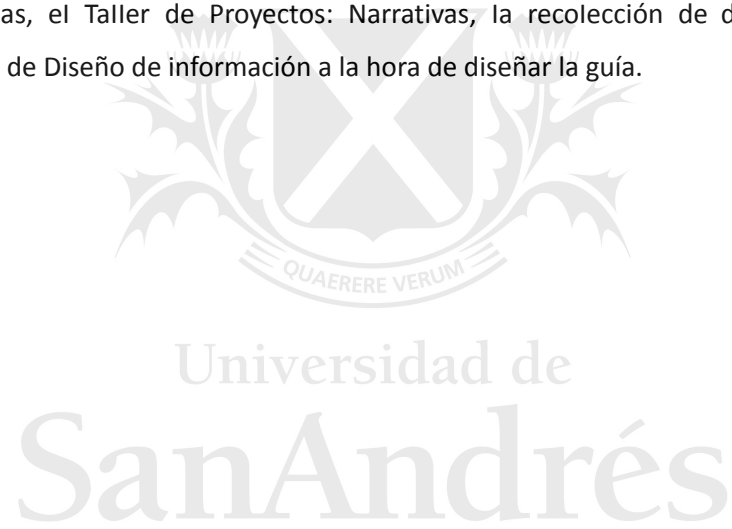 as, el Taller de Proyectos: Narrativas, la recolección de d
de Diseño de información a la hora de diseñar la guía.
QUAERERE VERUM
Universidad de
SanAndrés